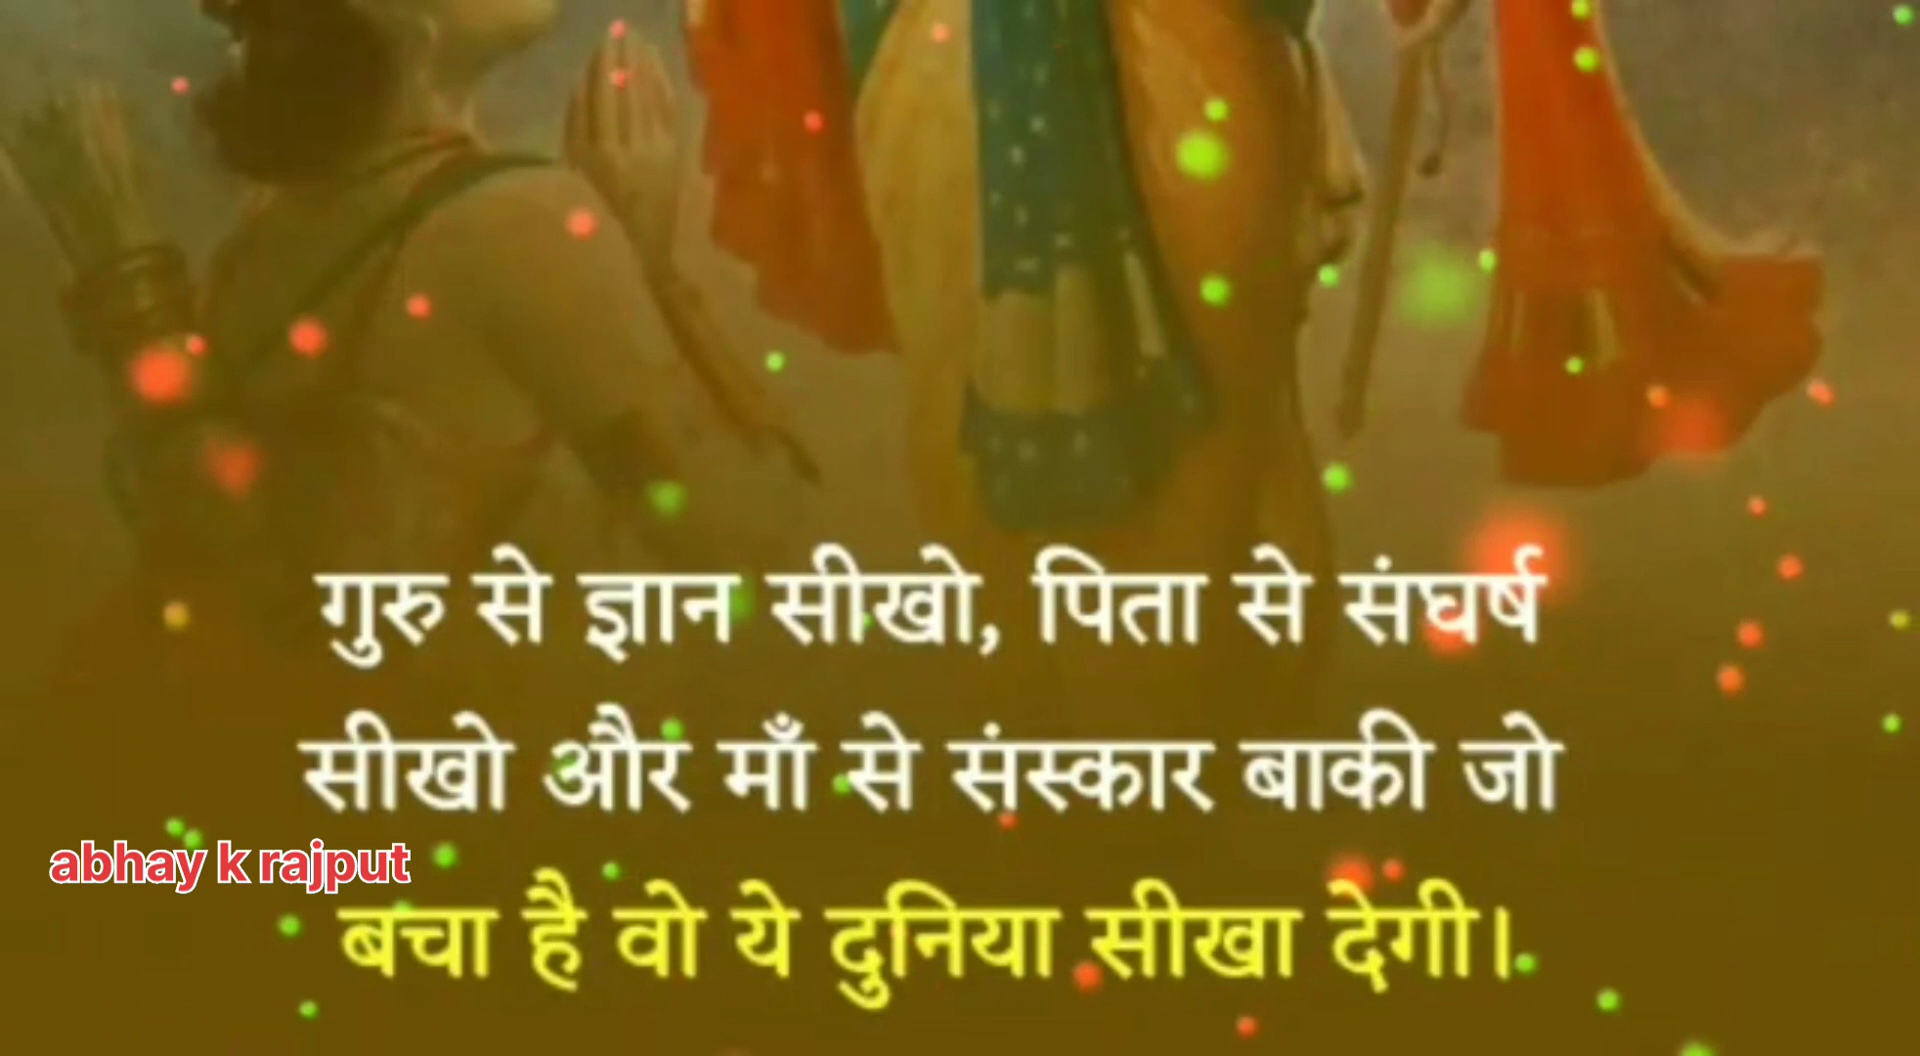 गुरु से ज्ञान सीखो, पिता से संघर्ष
सीखो और माँ से संस्कार बाकी जो
abhay k rajput
बचा है वो ये दुनिया सीखा देगी।